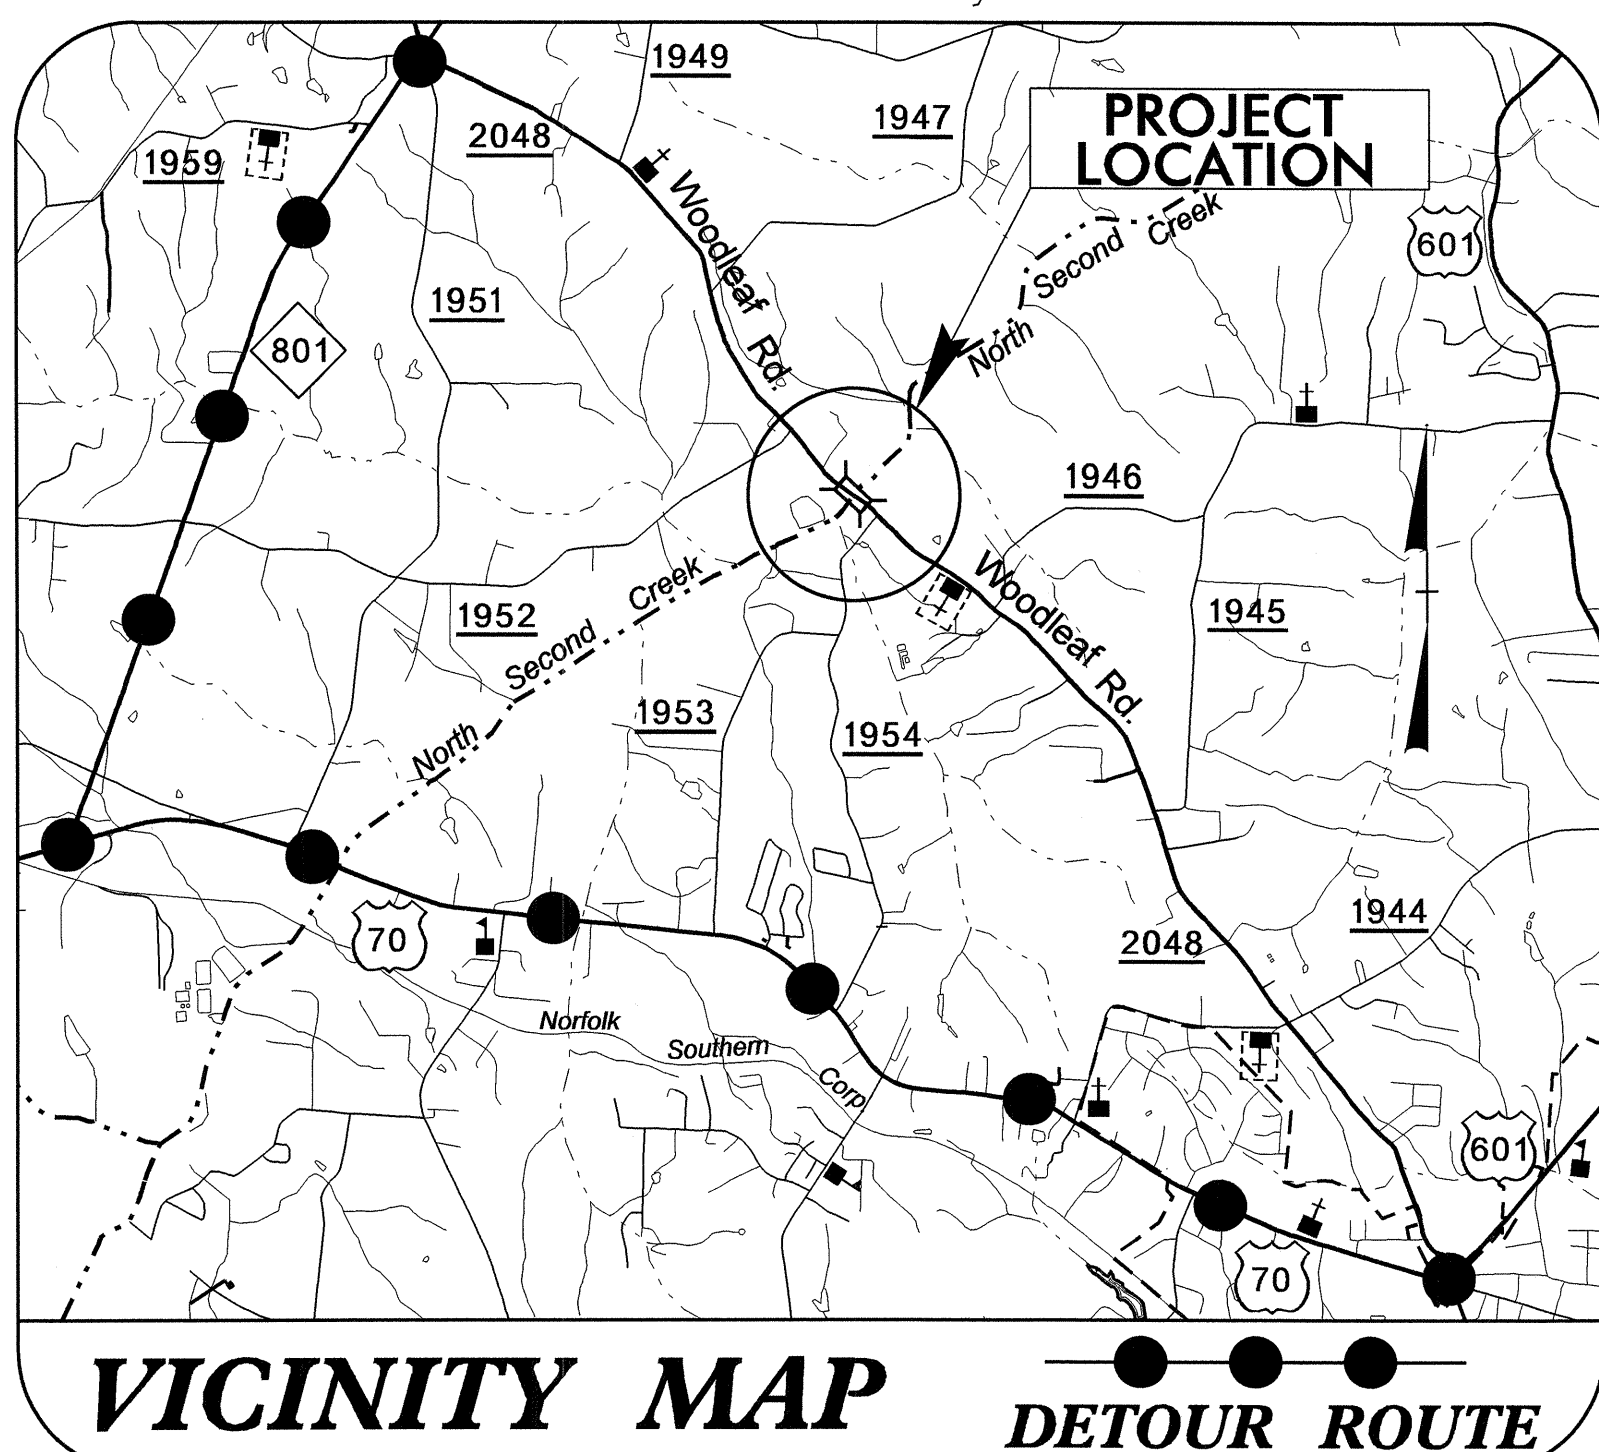 1949
1947
2048
PROJECT
LOCATION
1959
Woodleaf Rd.
Second Creek
601
1951
North
801
1946
Creek
Woodleaf Rd.
1952
1945
Second
1953
1954
North
1944
70
2048
Norfolk
Southern
Corp
601
70
VICINITY MAP
DETOUR ROUTE